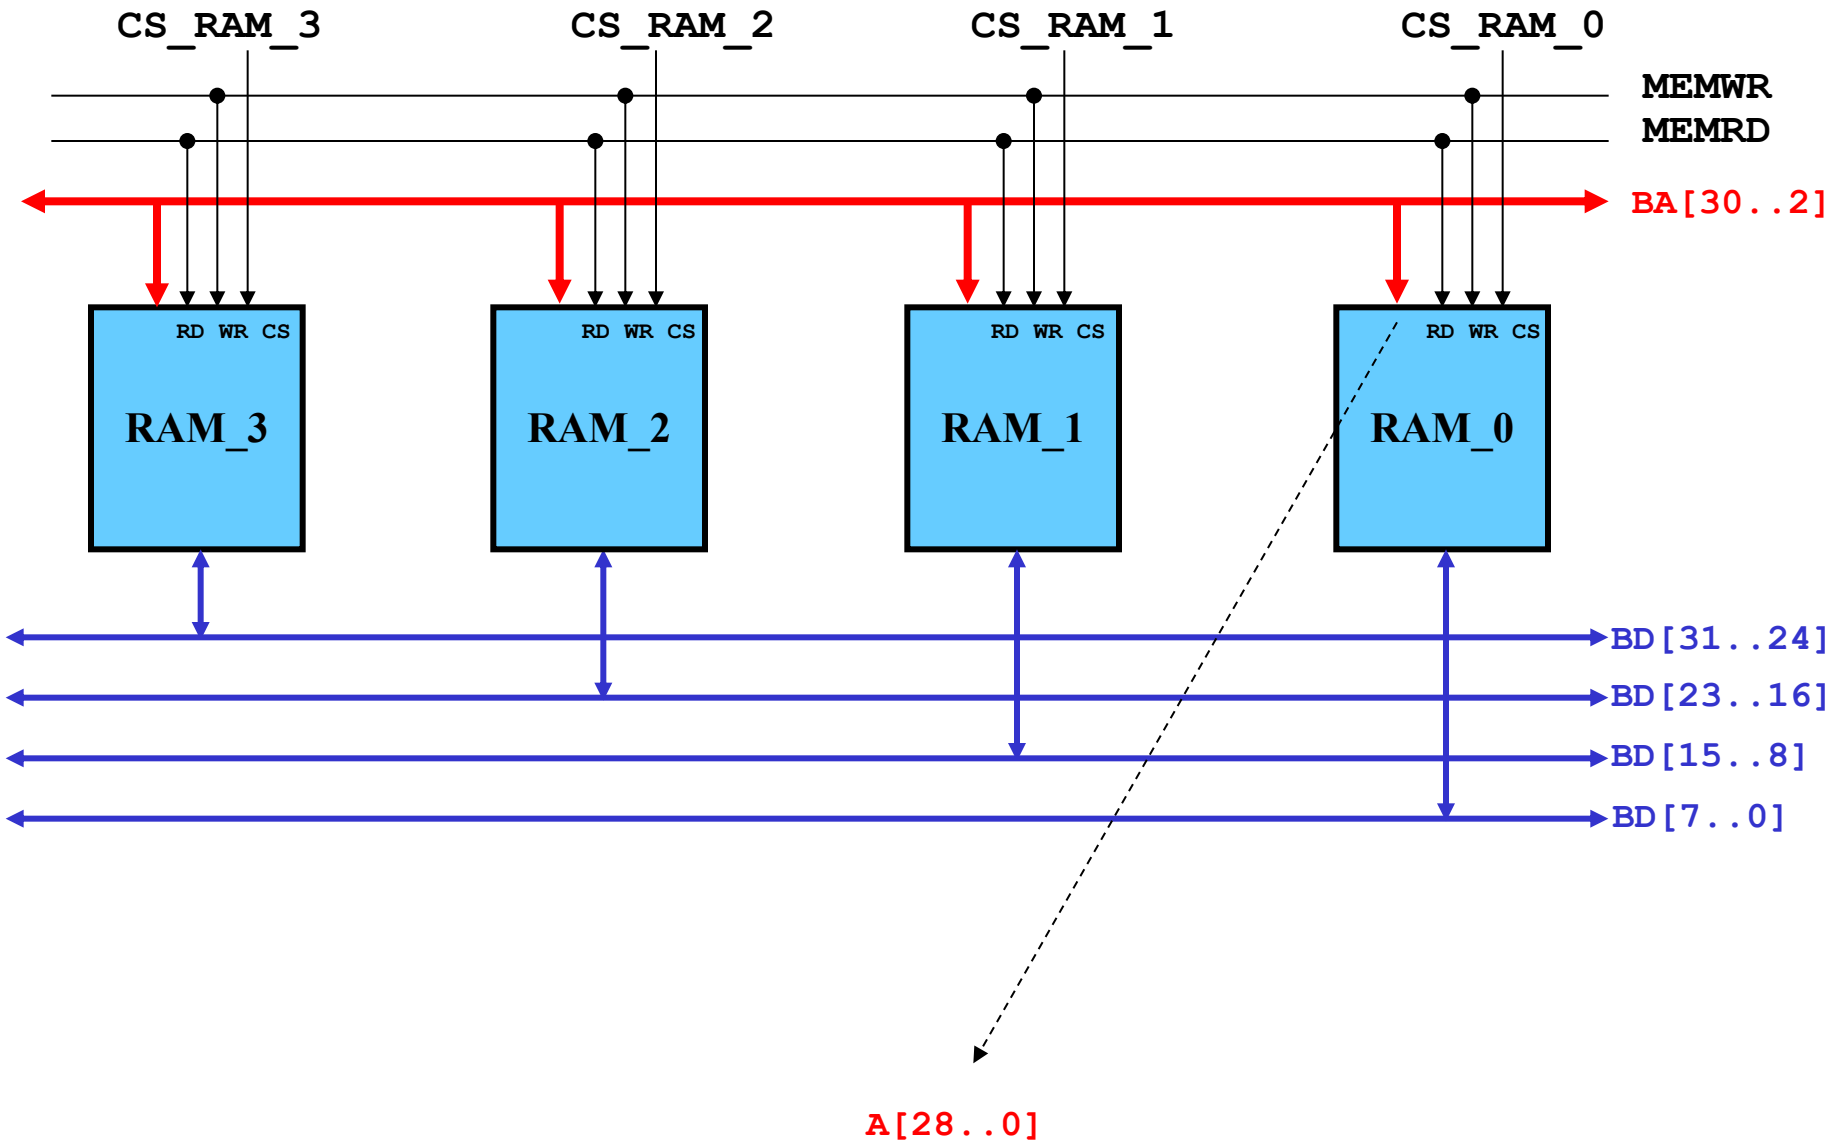 CS_RAM_3 CS_RAM_2 CS_RAM_1 CS_RAM_0
MEMWR
MEMRD
BA[30..2]
RD WR CS RD WR CS RD WR CS RD WR CS
RAM_3 RAM_2 RAM_1 RAM_0
BD[31..24]
BD[23..16]
BD[15..8]
BD[7..0]
A[28..0]